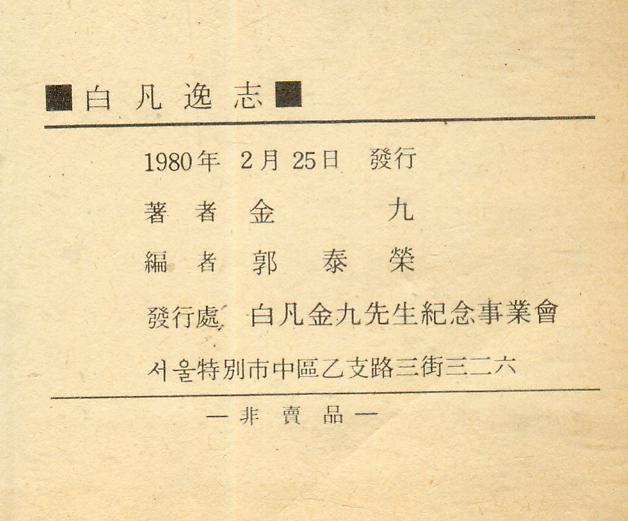 ■白凡逸志■
1980年 2月 25日 發行
著者 金九
編者 郭泰榮
發行處 白凡金九先生紀念事業會
서울特別市中區乙支路三街三二六
— 非賣品 —